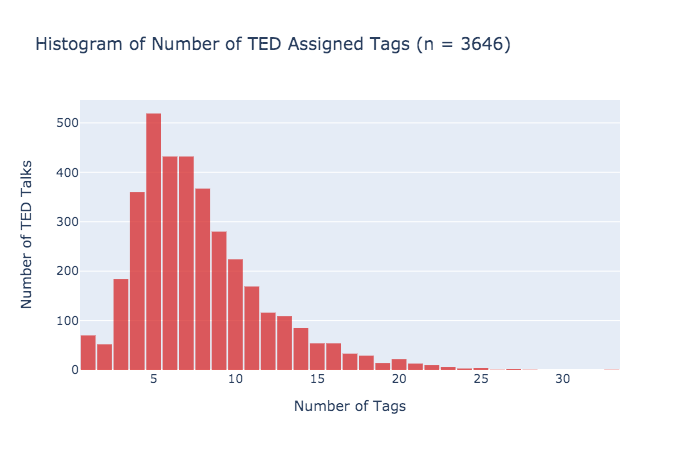 Histogram of Number of TED Assigned Tags (n = 3646)
Number of TED Talks
500
400
300
200
100
0
5 10 15 20 25 30
Number of Tags